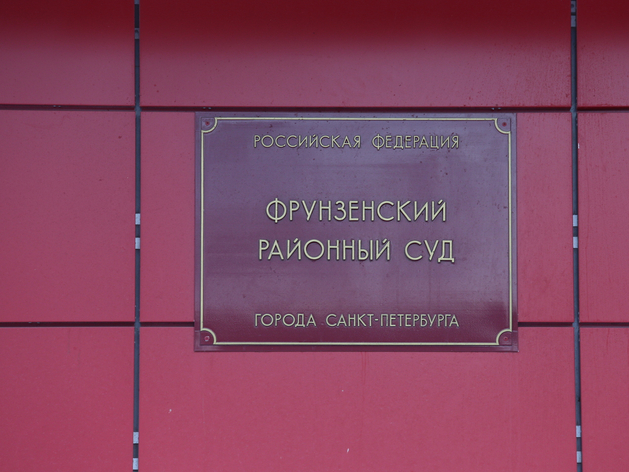 РОССИЙСКАЯ ФЕДЕРАЦИЯ
ФРУНЗЕНСКИЙ
РАЙОННЫЙ СУД
ГОРОДА САНКТ-ПЕТЕРБУРГА